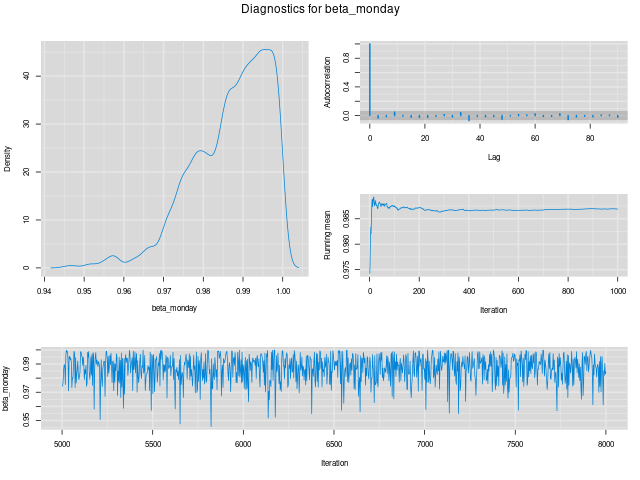 Diagnostics for beta_monday
Density
0 10 20 30 40
0.94 0.95 0.96 0.97 0.98 0.99 1.00
beta_monday
Autocorrelation
0.0 0.4 0.8
0 20 40 60 80
Lag
Running mean
0.975 0.980 0.985
0 200 400 600 800 1000
Iteration
beta_monday
0.95 0.97 0.99
5000 5500 6000 6500 7000 7500 8000
Iteration